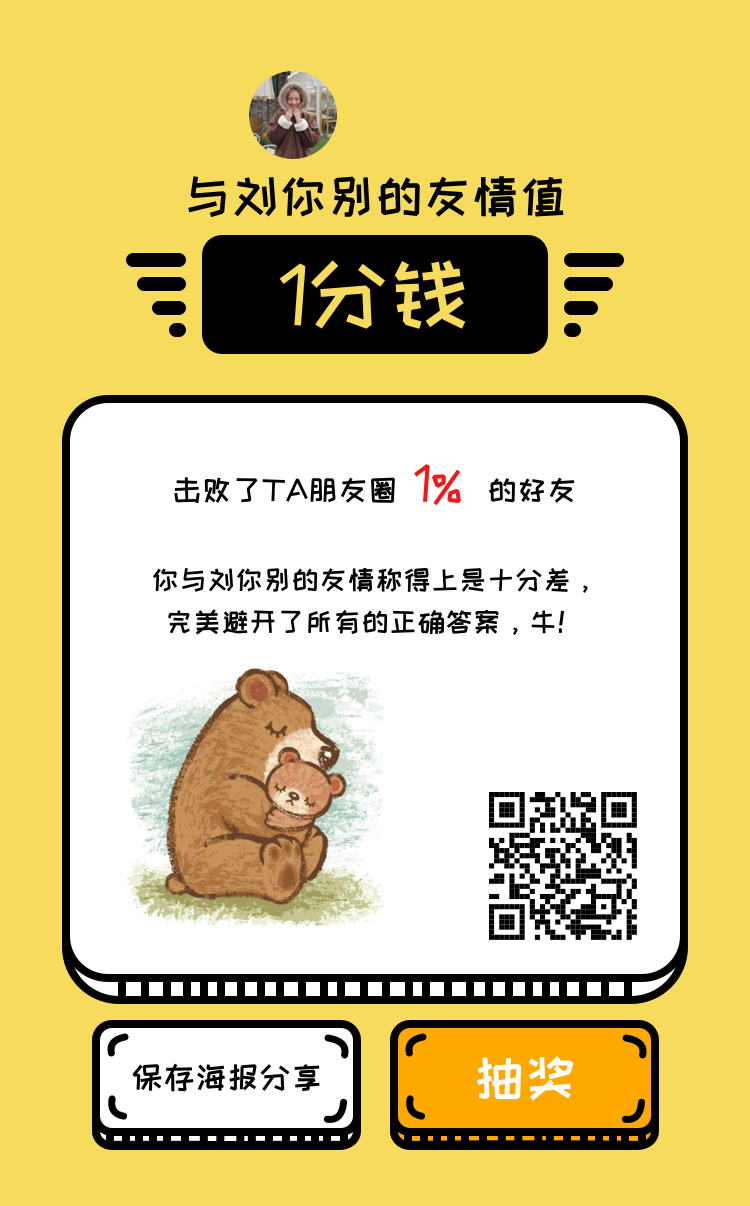 与刘你别的友情值
1分钱
击败了TA朋友圈 1% 的好友
你与刘你别的友情称得上是十分差，
完美避开了所有的正确答案，牛!
保存海报分享
抽奖